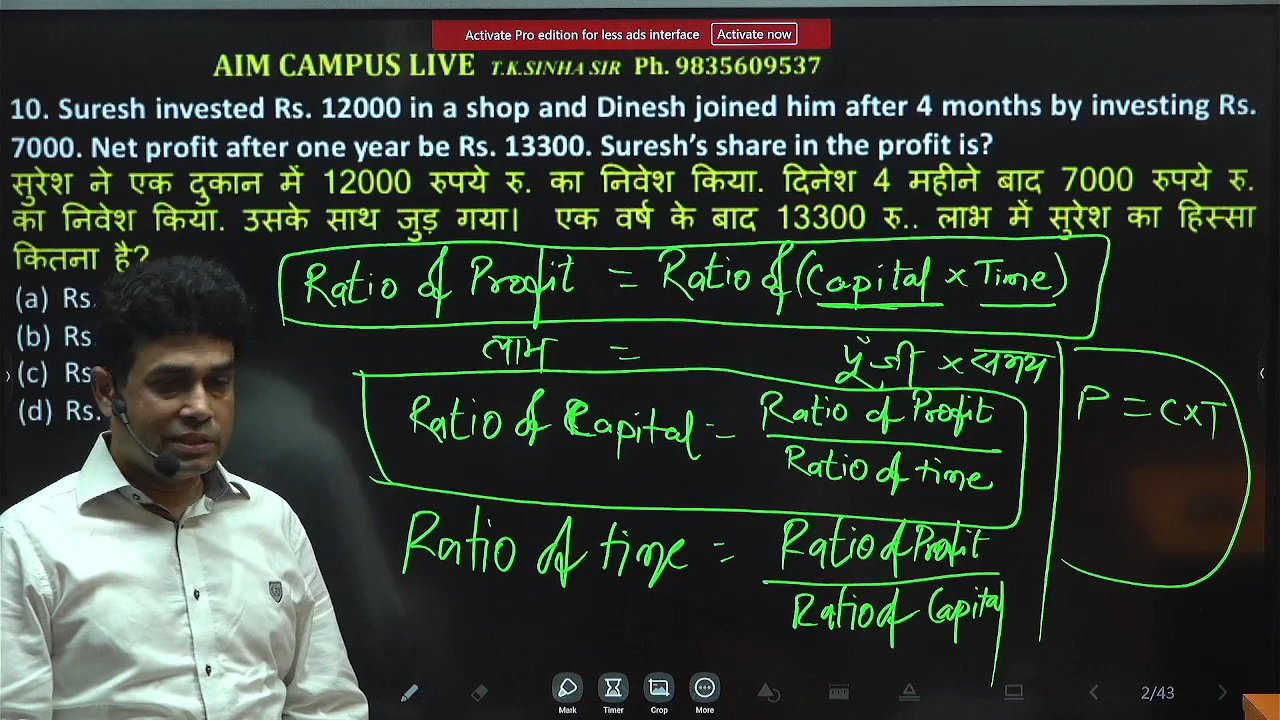 Activate Pro edition for less ads interface Activate now
AIM CAMPUS LIVE T.K.SINHA SIR Ph. 9835609537
10. Suresh invested Rs. 12000 in a shop and Dinesh joined him after 4 months by investing Rs.
7000. Net profit after one year be Rs. 13300. Suresh's share in the profit is?
सुरेश ने एक दुकान में 12000 रुपये रु. का निवेश किया. दिनेश 4 महीने बाद 7000 रुपये रु.
का निवेश किया. उसके साथ जुड़ गया। एक वर्ष के बाद 13300 रु.. लाभ में सुरेश का हिस्सा
कितना है?
Ratio of Profit = Ratio of (Capital × Time)
(a) Rs.
लाभ = पूँजी × समय
(b) Rs
(c) Rs
(d) Rs.
Ratio of Capital = Ratio of Profit
Ratio of time
P = C×T
Ratio of time = Ratio of Profit
Ratio of Capital
Mark Timer Crop More
2/43